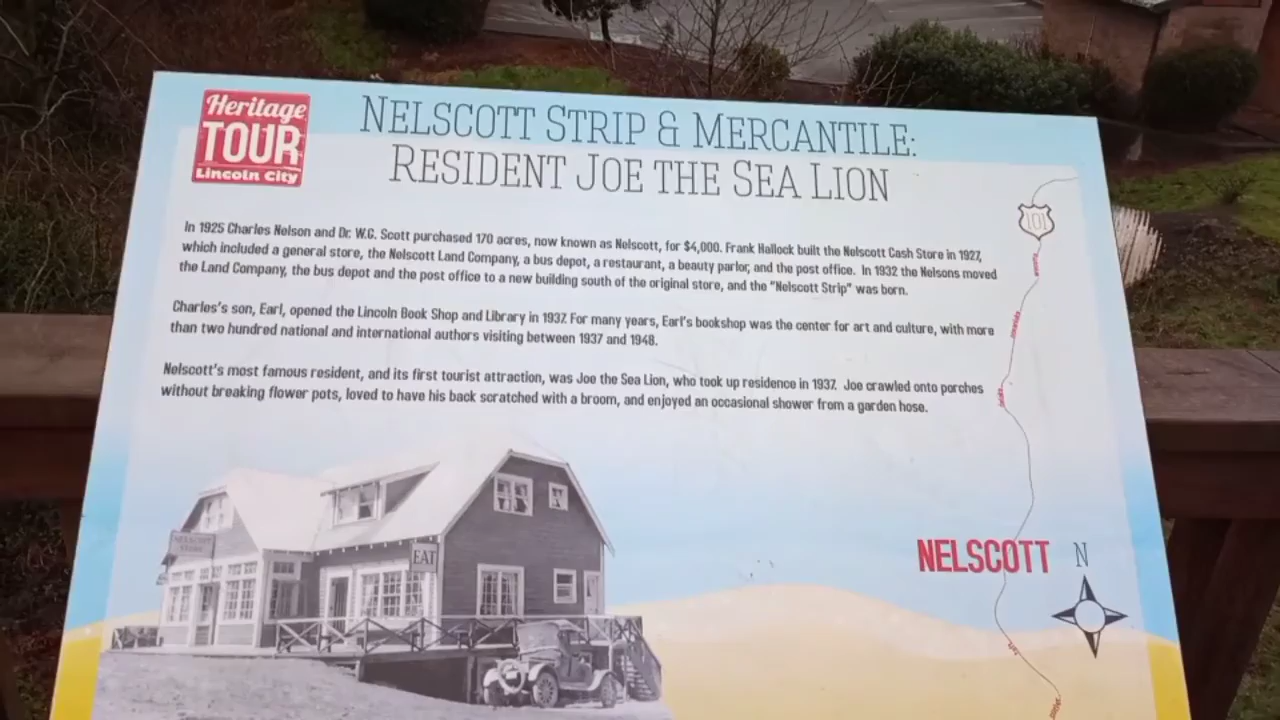 Heritage
TOUR
Lincoln City
NELSCOTT STRIP & MERCANTILE:
RESIDENT JOE THE SEA LION
101
In 1925 Charles Nelson and Dr. W.G. Scott purchased 170 acres, now known as Nelscott, for $4,000. Frank Hallock built the Nelscott Cash Store in 1927,
which included a general store, the Nelscott Land Company, a bus depot, a restaurant, a beauty parlor, and the post office. In 1932 the Nelsons moved
the Land Company, the bus depot and the post office to a new building south of the original store, and the "Nelscott Strip" was born.
Charles's son, Earl, opened the Lincoln Book Shop and Library in 1937. For many years, Earl's bookshop was the center for art and culture, with more
than two hundred national and international authors visiting between 1937 and 1948.
Nelscott's most famous resident, and its first tourist attraction, was Joe the Sea Lion, who took up residence in 1937. Joe crawled onto porches
without breaking flower pots, loved to have his back scratched with a broom, and enjoyed an occasional shower from a garden hose.
NELSCOTT
STORE
EAT
NELSCOTT
N